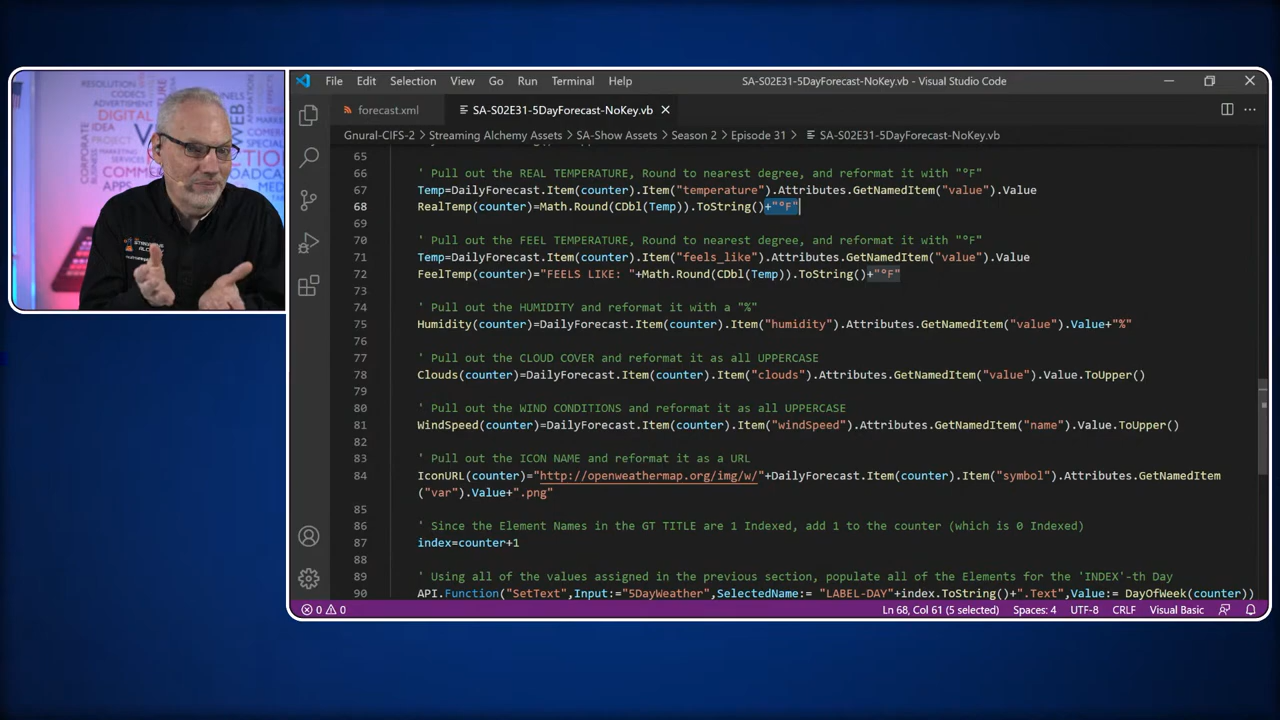 RESOLUTION
CODECS
ADVERTISEMENT
DIGITAL
IDEA
PROJECT
MARKETING
SERVICES
CORPORATE
BANNERS
COMMERC
APPS
WEB
File Edit Selection View Go Run Terminal Help
SA-S02E31-5DayForecast-NoKey.vb - Visual Studio Code
forecast.xml
SA-S02E31-5DayForecast-NoKey.vb
Gnural-CIFS-2 > Streaming Alchemy Assets > SA-Show Assets > Season 2 > Episode 31 > SA-S02E31-5DayForecast-NoKey.vb
65
66 ' Pull out the REAL TEMPERATURE, Round to nearest degree, and reformat it with "°F"
67 Temp=DailyForecast.Item(counter).Item("temperature").Attributes.GetNamedItem("value").Value
68 RealTemp(counter)=Math.Round(CDbl(Temp)).ToString()+"°F"
69
70 ' Pull out the FEEL TEMPERATURE, Round to nearest degree, and reformat it with "°F"
71 Temp=DailyForecast.Item(counter).Item("feels_like").Attributes.GetNamedItem("value").Value
72 FeelTemp(counter)="FEELS LIKE: "+Math.Round(CDbl(Temp)).ToString()+"°F"
73
74 ' Pull out the HUMIDITY and reformat it with a "%"
75 Humidity(counter)=DailyForecast.Item(counter).Item("humidity").Attributes.GetNamedItem("value").Value+"%"
76
77 ' Pull out the CLOUD COVER and reformat it as all UPPERCASE
78 Clouds(counter)=DailyForecast.Item(counter).Item("clouds").Attributes.GetNamedItem("value").Value.ToUpper()
79
80 ' Pull out the WIND CONDITIONS and reformat it as all UPPERCASE
81 WindSpeed(counter)=DailyForecast.Item(counter).Item("windSpeed").Attributes.GetNamedItem("name").Value.ToUpper()
82
83 ' Pull out the ICON NAME and reformat it as a URL
84 IconURL(counter)="http://openweathermap.org/img/w/"+DailyForecast.Item(counter).Item("symbol").Attributes.GetNamedItem
("var").Value+".png"
85
86 ' Since the Element Names in the GT TITLE are 1 Indexed, add 1 to the counter (which is 0 Indexed)
87 index=counter+1
88
89 ' Using all of the values assigned in the previous section, populate all of the Elements for the 'INDEX'-th Day
90 API.Function("SetText",Input:="5DayWeather",SelectedName:= "LABEL-DAY"+index.ToString()+".Text",Value:= DayOfWeek(counter))
0 0
Ln 68, Col 61 (5 selected) Spaces: 4 UTF-8 CRLF Visual Basic